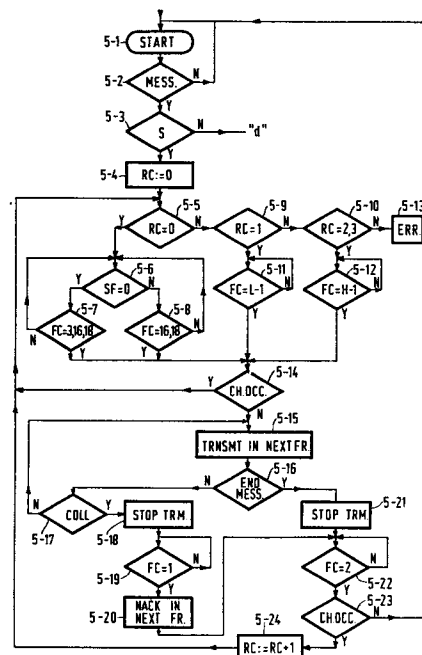 5-1
START
5-2
MESS.
N
Y
5-3
S
N
"d"
Y
5-4
RC:=0
5-5
5-9
5-10
5-13
Y
RC=0
N
RC=1
N
RC=2,3
N
ERR.
Y
Y
5-6
SF=0
Y
N
5-11
FC=L-1
N
5-12
FC=H-1
N
5-7
FC=3,16,18
N
5-8
FC=16,18
N
Y
Y
Y
Y
5-14
Y
CH.OCC.
N
5-15
TRNSMT IN NEXT FR.
5-16
N
END
MESS.
Y
5-21
N
COLL
Y
5-17
STOP TRM
5-18
STOP TRM
FC=1
N
5-19
Y
FC=2
N
5-22
Y
5-23
NACK IN
NEXT FR.
5-20
5-24
RC:=RC+1
CH.OCC
N
Y